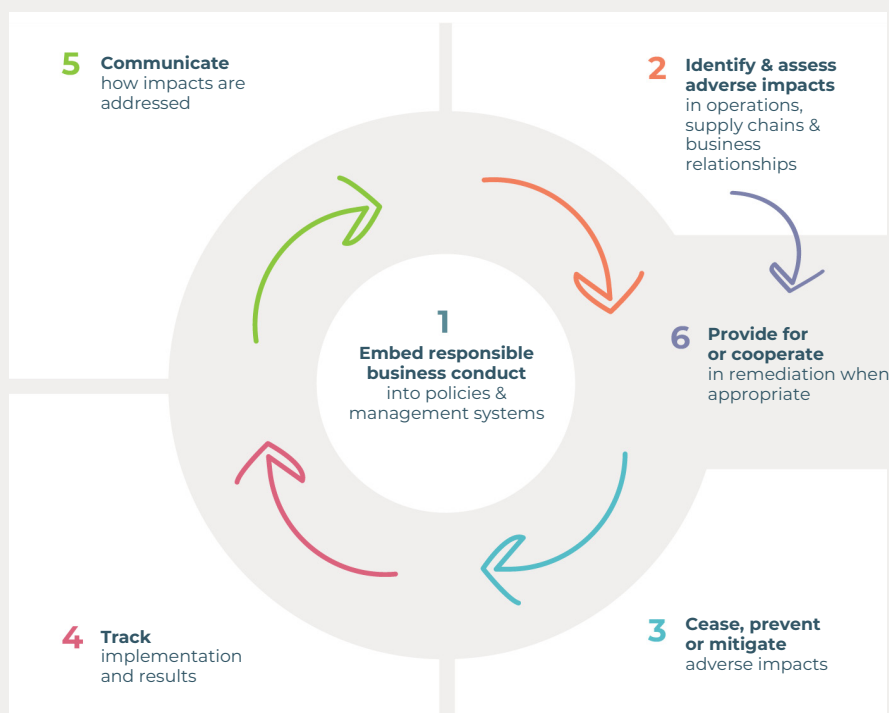 5
Communicate
how impacts are
addressed
2
Identify & assess
adverse impacts
in operations,
supply chains &
business
relationships
1
Embed responsible
business conduct
into policies &
management systems
6
Provide for
or cooperate
in remediation when
appropriate
4
Track
implementation
and results
3
Cease, prevent
or mitigate
adverse impacts